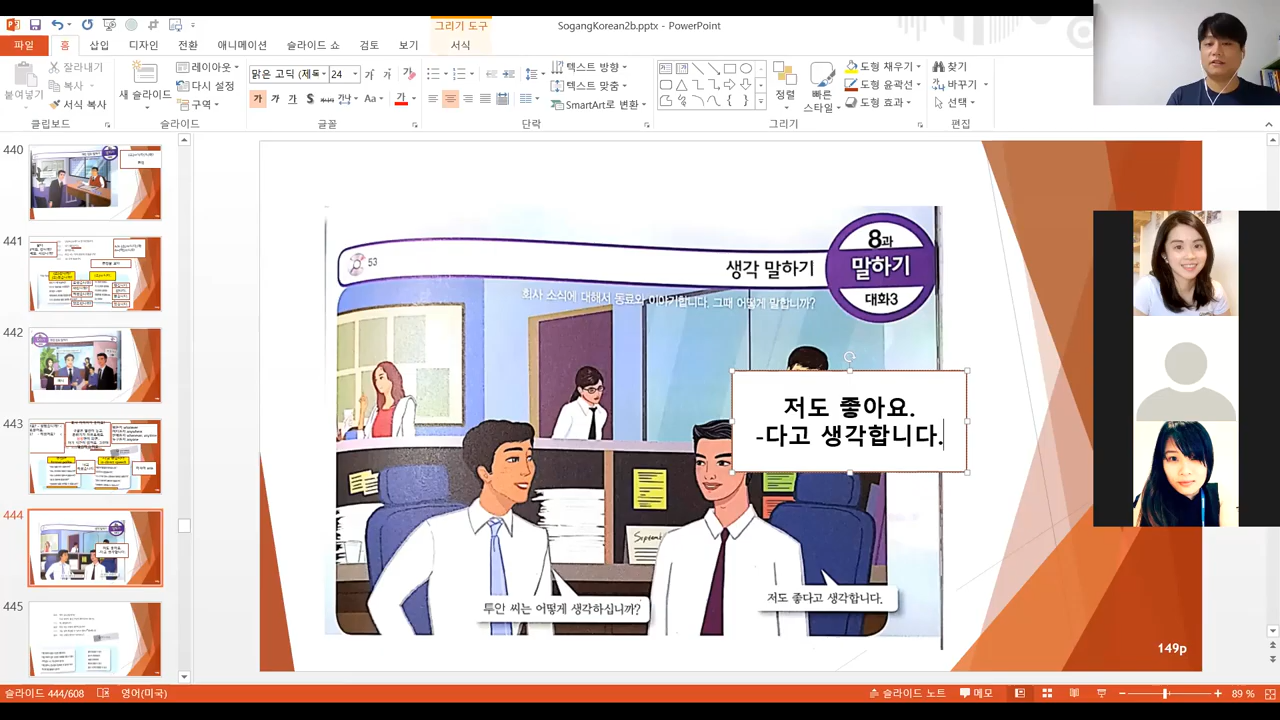 SogangKorean2b.pptx - PowerPoint
그리기 도구
파일
홈
삽입
디자인
전환
애니메이션
슬라이드 쇼
검토
보기
서식
붙여넣기
잘라내기
복사
서식 복사
클립보드
새 슬라이드
레이아웃
다시 설정
구역
슬라이드
맑은 고딕 (제목
24
글꼴
텍스트 방향
텍스트 맞춤
SmartArt로 변환
단락
정렬
빠른 스타일
도형 채우기
도형 윤곽선
도형 효과
그리기
찾기
바꾸기
선택
편집
440
441
442
443
444
445
53
생각 말하기
8과
말하기
대화3
회사 소식에 대해서 동료와 이야기합니다. 그때 어떻게 말합니까?
저도 좋아요.
-다고 생각합니다.
September
투안 씨는 어떻게 생각하십니까?
저도 좋다고 생각합니다.
149p
슬라이드 444/608
영어(미국)
슬라이드 노트
메모
89 %